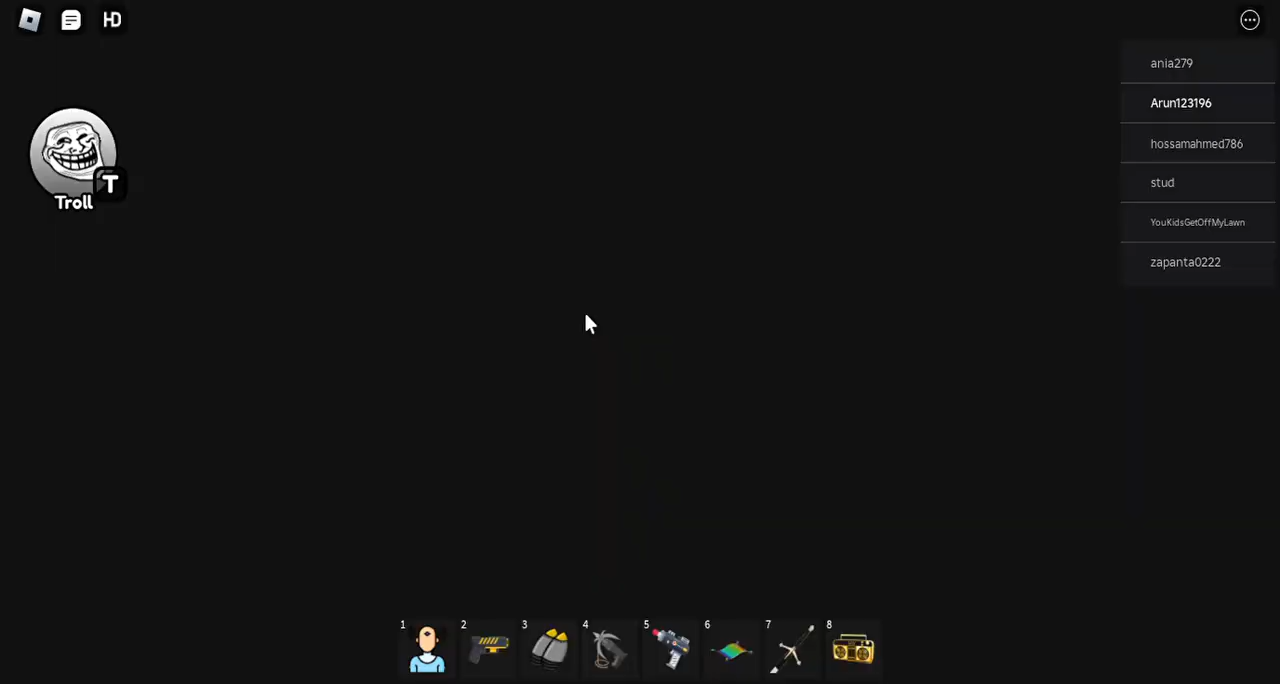 HD
ania279
Arun123196
hossamahmed786
T
Troll
stud
YouKidsGetOffMyLawn
zapanta0222
1 2 3 4 5 6 7 8